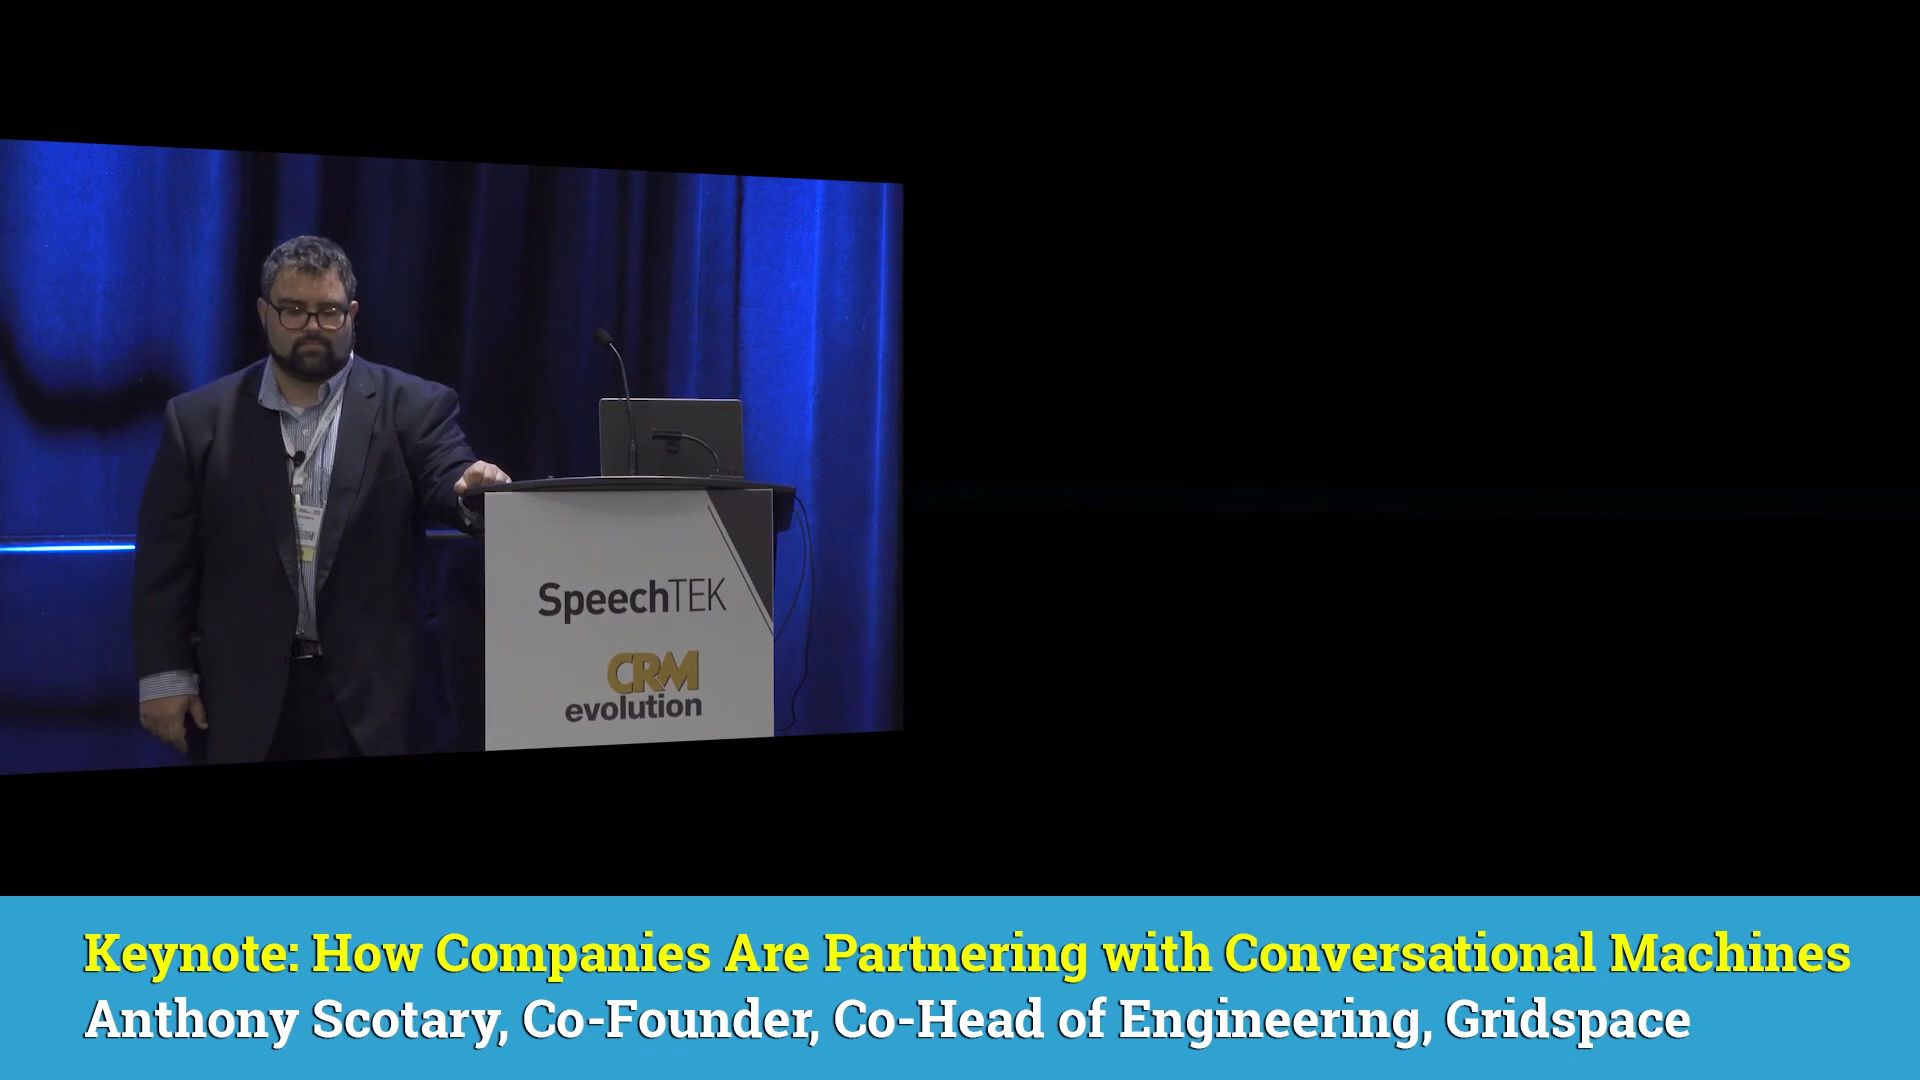 SpeechTEK
CRM
evolution
Keynote: How Companies Are Partnering with Conversational Machines
Anthony Scotary, Co-Founder, Co-Head of Engineering, Gridspace